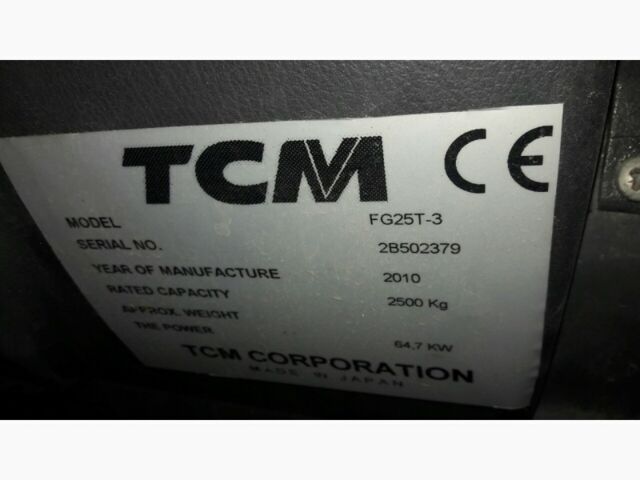 TCM CE
MODEL FG25T-3
SERIAL NO. 2B502379
YEAR OF MANUFACTURE 2010
RATED CAPACITY 2500 Kg
APPROX. WEIGHT
THE POWER 64,7 KW
TCM CORPORATION
MADE IN JAPAN